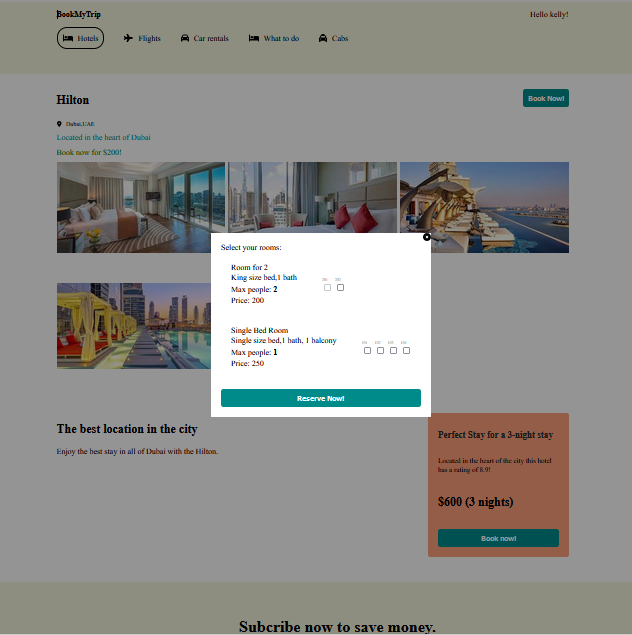 BookMyTrip
Hello kelly!
Hotels
Flights
Car rentals
What to do
Cabs
Hilton
Book Now!
Dubai,UAE
Located in the heart of Dubai
Book now for $200!
Select your rooms:
Room for 2
King size bed,1 bath
Max people: 2
Price: 200
Single Bed Room
Single size bed,1 bath, 1 balcony
Max people: 1
Price: 250
Reserve Now!
The best location in the city
Enjoy the best stay in all of Dubai with the Hilton.
Perfect Stay for a 3-night stay
Located in the heart of the city this hotel
has a rating of 8.9!
$600 (3 nights)
Book now!
Subcribe now to save money.